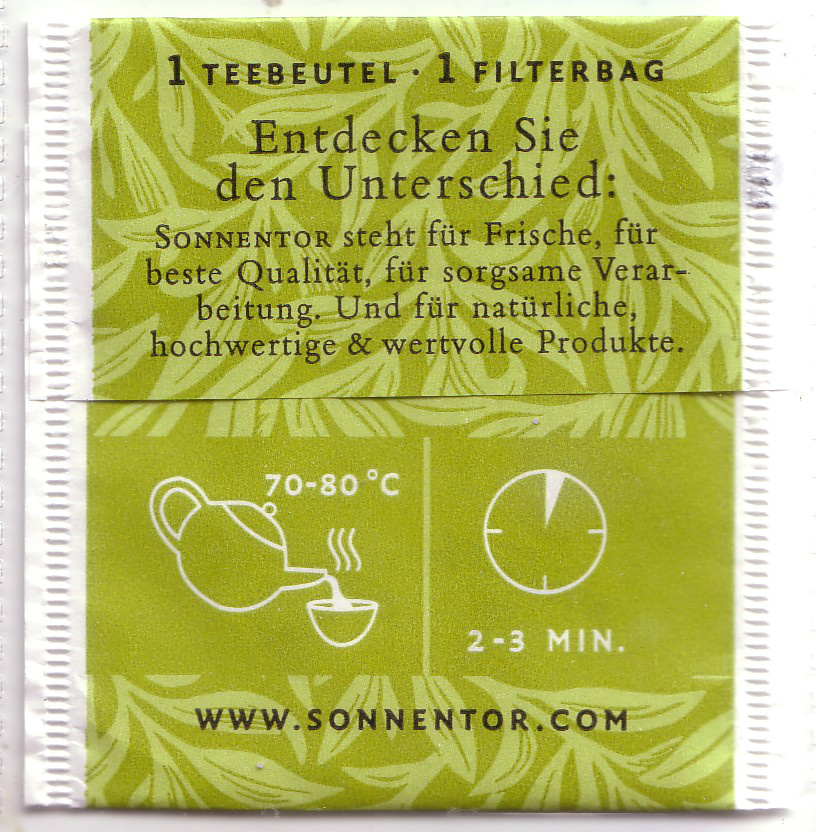 1 TEEBEUTEL · 1 FILTERBAG
Entdecken Sie
den Unterschied:
SONNENTOR steht für Frische, für
beste Qualität, für sorgsame Verar-
beitung. Und für natürliche,
hochwertige & wertvolle Produkte.
70-80 °C
2-3 MIN.
WWW.SONNENTOR.COM